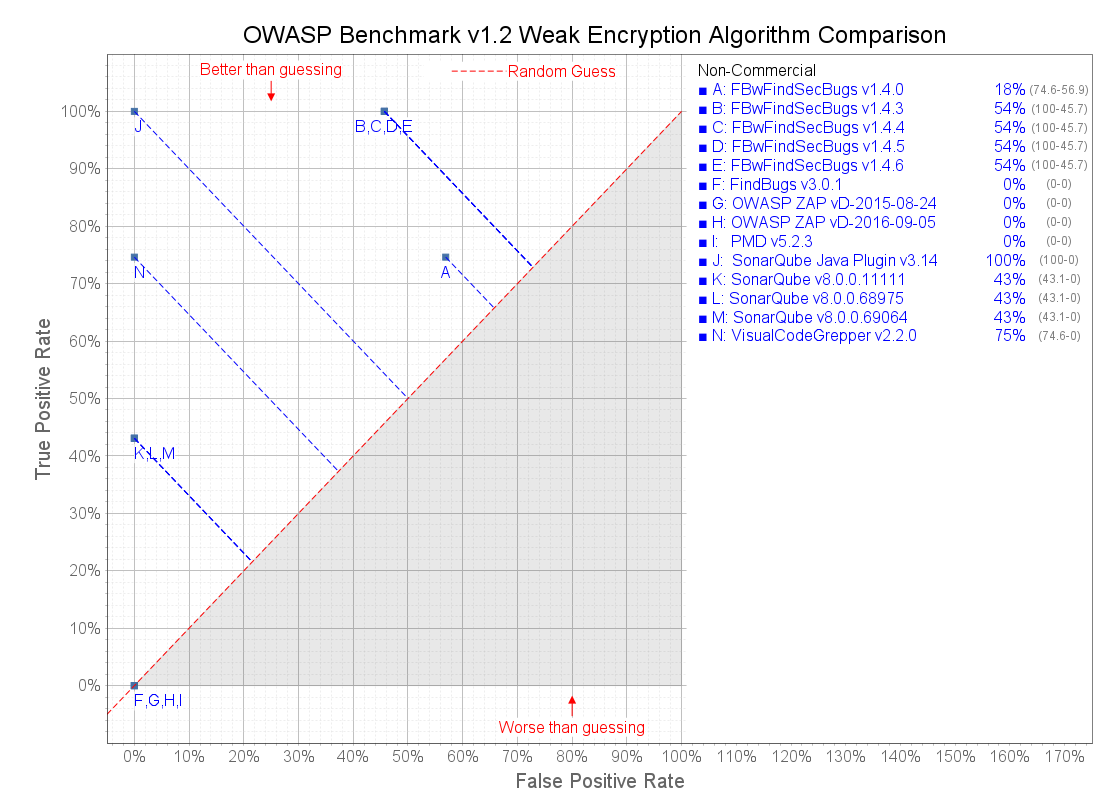 OWASP Benchmark v1.2 Weak Encryption Algorithm Comparison
Better than guessing
Random Guess
Non-Commercial
A: FBwFindSecBugs v1.4.0 18% (74.6-56.9)
B: FBwFindSecBugs v1.4.3 54% (100-45.7)
C: FBwFindSecBugs v1.4.4 54% (100-45.7)
D: FBwFindSecBugs v1.4.5 54% (100-45.7)
E: FBwFindSecBugs v1.4.6 54% (100-45.7)
F: FindBugs v3.0.1 0% (0-0)
G: OWASP ZAP vD-2015-08-24 0% (0-0)
H: OWASP ZAP vD-2016-09-05 0% (0-0)
I: PMD v5.2.3 0% (0-0)
J: SonarQube Java Plugin v3.14 100% (100-0)
K: SonarQube v8.0.0.11111 43% (43.1-0)
L: SonarQube v8.0.0.68975 43% (43.1-0)
M: SonarQube v8.0.0.69064 43% (43.1-0)
N: VisualCodeGrepper v2.2.0 75% (74.6-0)
True Positive Rate
100%
90%
80%
70%
60%
50%
40%
30%
20%
10%
0%
J
B,C,D,E
N
A
K,L,M
F,G,H,I
Worse than guessing
0% 10% 20% 30% 40% 50% 60% 70% 80% 90% 100% 110% 120% 130% 140% 150% 160% 170%
False Positive Rate